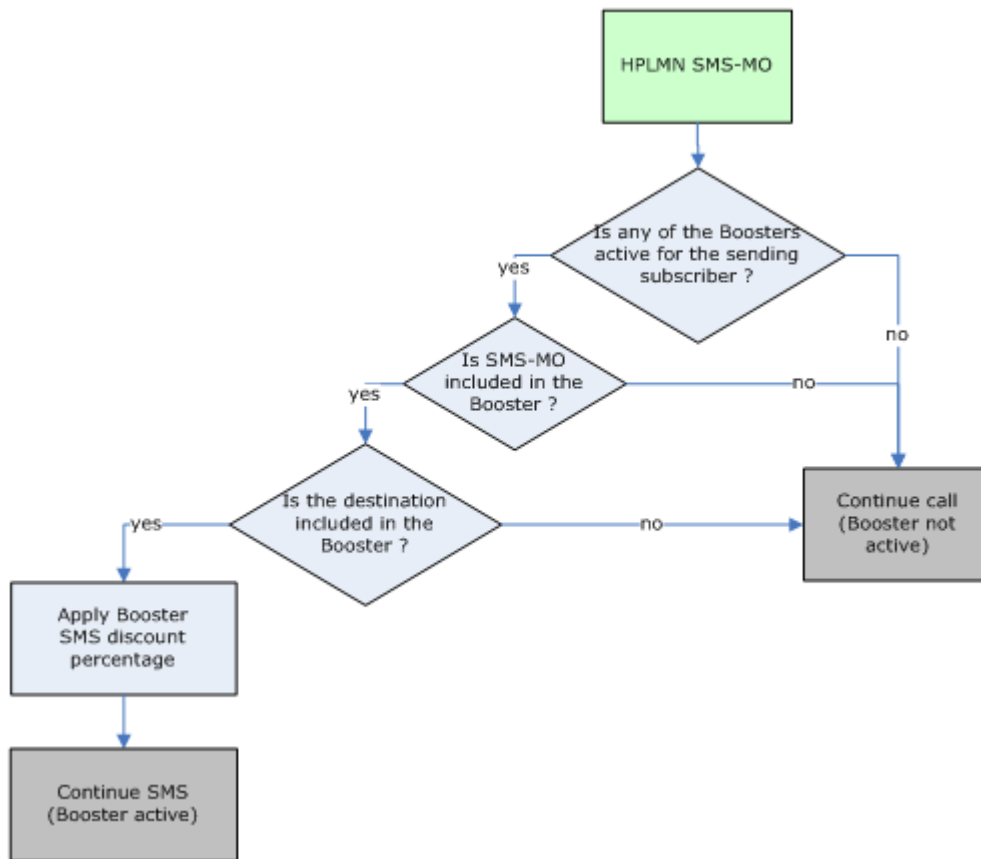 HPLMN SMS-MO
Is any of the Boosters
active for the sending
subscriber ?
yes
no
Is SMS-MO
included in the
Booster ?
yes
no
Is the destination
included in the
Booster ?
yes
no
Continue call
(Booster not
active)
Apply Booster
SMS discount
percentage
Continue SMS
(Booster active)